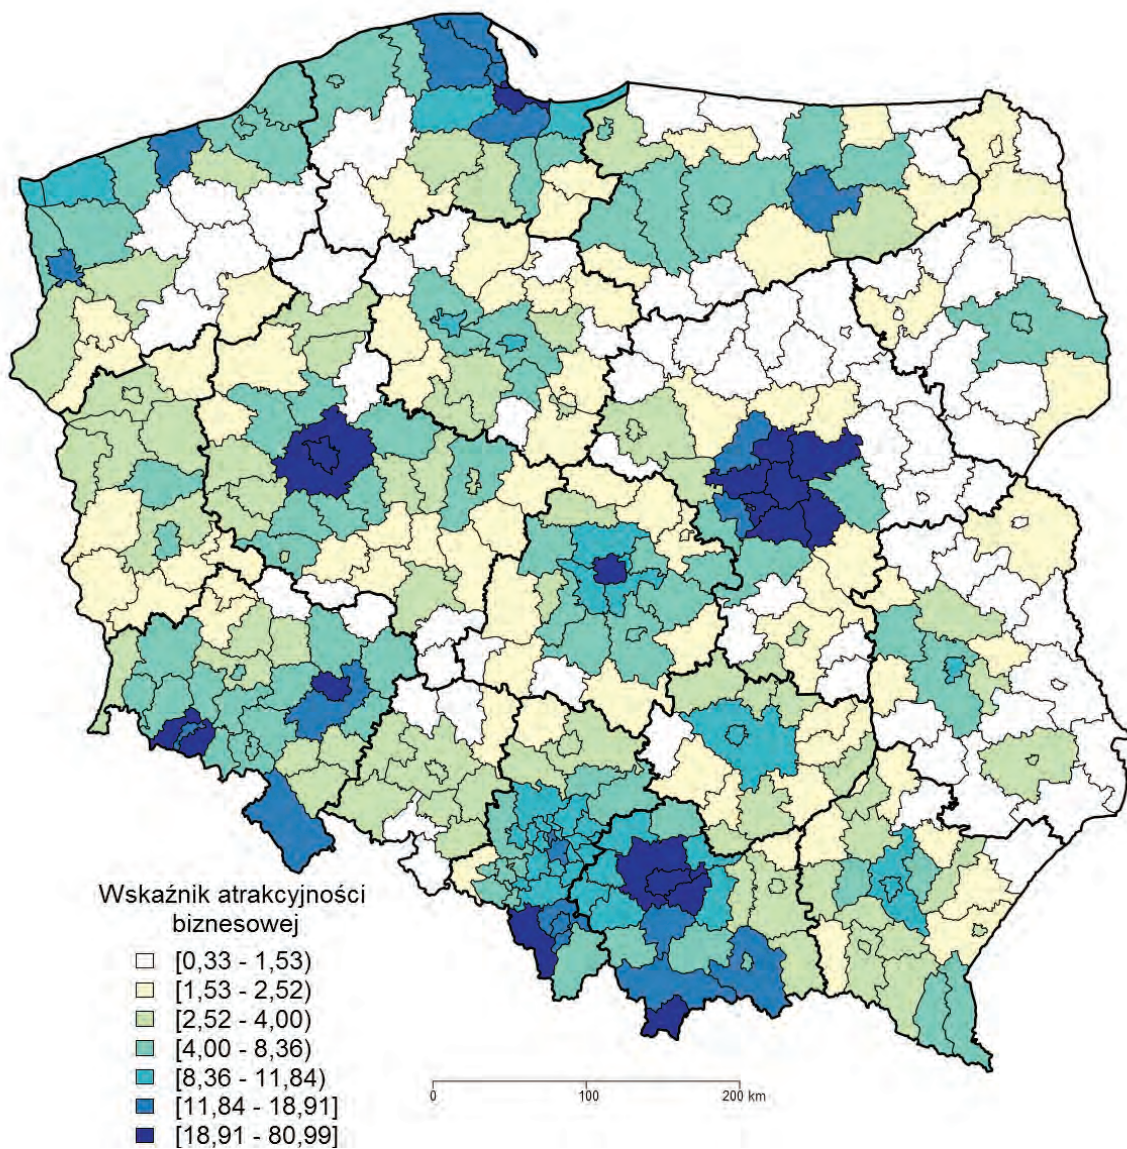 Wskaźnik atrakcyjności
biznesowej
[0,33 - 1,53)
[1,53 - 2,52)
[2,52 - 4,00)
[4,00 - 8,36)
[8,36 - 11,84)
[11,84 - 18,91]
[18,91 - 80,99]
0 100 200 km